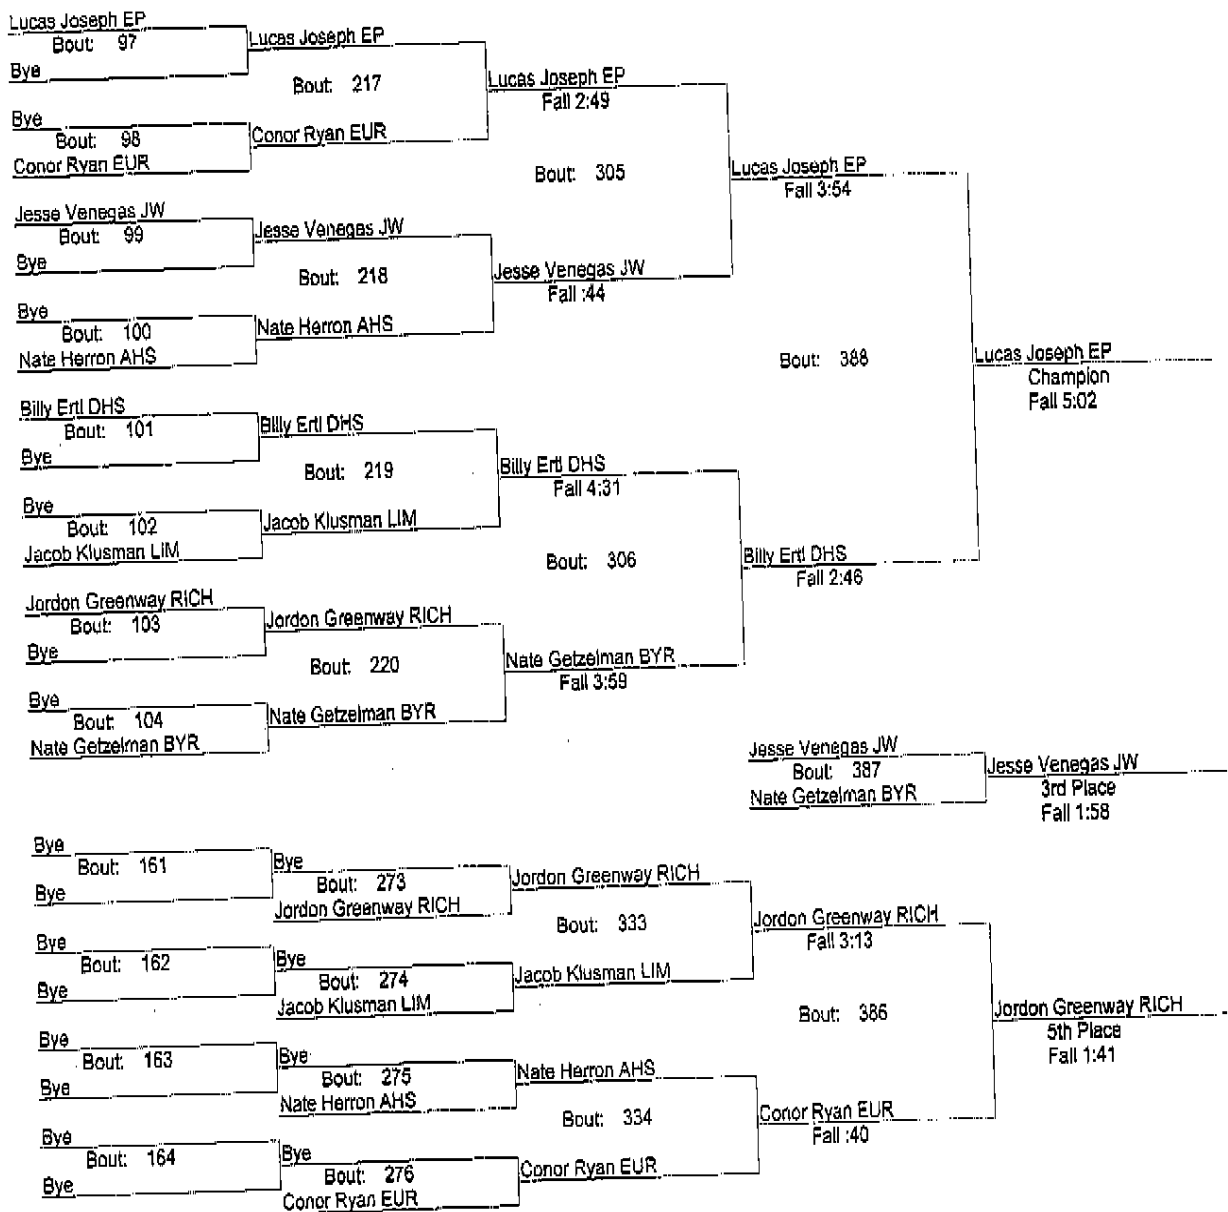 Lucas Joseph EP
Bout: 97
Bye
Lucas Joseph EP
Bout: 217
Bye
Bout: 98
Conor Ryan EUR
Conor Ryan EUR
Lucas Joseph EP
Fall 2:49
Bout: 305
Jesse Venegas JW
Bout: 99
Bye
Jesse Venegas JW
Bout: 218
Bye
Bout: 100
Nate Herron AHS
Nate Herron AHS
Jesse Venegas JW
Fall :44
Lucas Joseph EP
Fall 3:54
Bout: 388
Lucas Joseph EP
Champion
Fall 5:02
Billy Ertl DHS
Bout: 101
Bye
Billy Ertl DHS
Bout: 219
Bye
Bout: 102
Jacob Klusman LIM
Jacob Klusman LIM
Billy Ertl DHS
Fall 4:31
Bout: 306
Jordon Greenway RICH
Bout: 103
Bye
Jordon Greenway RICH
Bout: 220
Bye
Bout: 104
Nate Getzelman BYR
Nate Getzelman BYR
Nate Getzelman BYR
Fall 3:59
Billy Ertl DHS
Fall 2:46
Jesse Venegas JW
Bout: 387
Nate Getzelman BYR
Jesse Venegas JW
3rd Place
Fall 1:58
Bye
Bout: 161
Bye
Bye
Bout: 273
Jordon Greenway RICH
Jordon Greenway RICH
Bout: 333
Bye
Bout: 162
Bye
Bye
Bout: 274
Jacob Klusman LIM
Jacob Klusman LIM
Jordon Greenway RICH
Fall 3:13
Bout: 386
Jordon Greenway RICH
5th Place
Fall 1:41
Bye
Bout: 163
Bye
Bye
Bout: 275
Nate Herron AHS
Nate Herron AHS
Bout: 334
Bye
Bout: 164
Bye
Bye
Bout: 276
Conor Ryan EUR
Conor Ryan EUR
Conor Ryan EUR
Fall :40